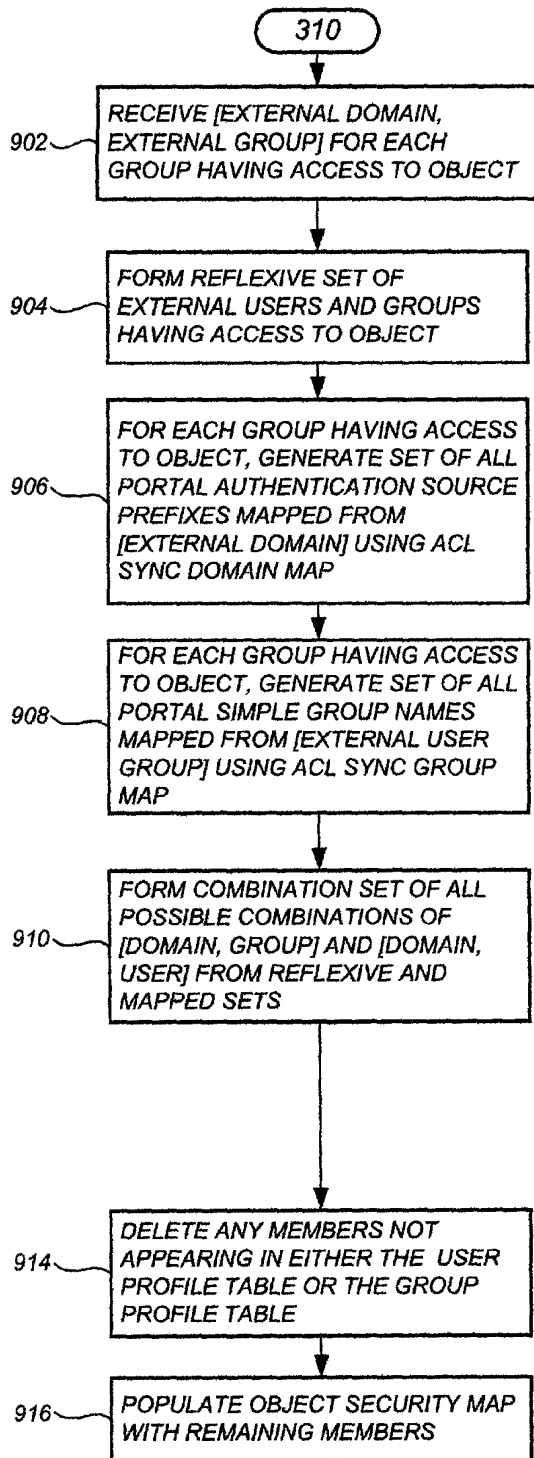 310
902
RECEIVE [EXTERNAL DOMAIN,
EXTERNAL GROUP] FOR EACH
GROUP HAVING ACCESS TO OBJECT
904
FORM REFLEXIVE SET OF
EXTERNAL USERS AND GROUPS
HAVING ACCESS TO OBJECT
906
FOR EACH GROUP HAVING ACCESS
TO OBJECT, GENERATE SET OF ALL
PORTAL AUTHENTICATION SOURCE
PREFIXES MAPPED FROM
[EXTERNAL DOMAIN] USING ACL
SYNC DOMAIN MAP
908
FOR EACH GROUP HAVING ACCESS
TO OBJECT, GENERATE SET OF ALL
PORTAL SIMPLE GROUP NAMES
MAPPED FROM [EXTERNAL USER
GROUP] USING ACL SYNC GROUP
MAP
910
FORM COMBINATION SET OF ALL
POSSIBLE COMBINATIONS OF
[DOMAIN, GROUP] AND [DOMAIN,
USER] FROM REFLEXIVE AND
MAPPED SETS
914
DELETE ANY MEMBERS NOT
APPEARING IN EITHER THE USER
PROFILE TABLE OR THE GROUP
PROFILE TABLE
916
POPULATE OBJECT SECURITY MAP
WITH REMAINING MEMBERS